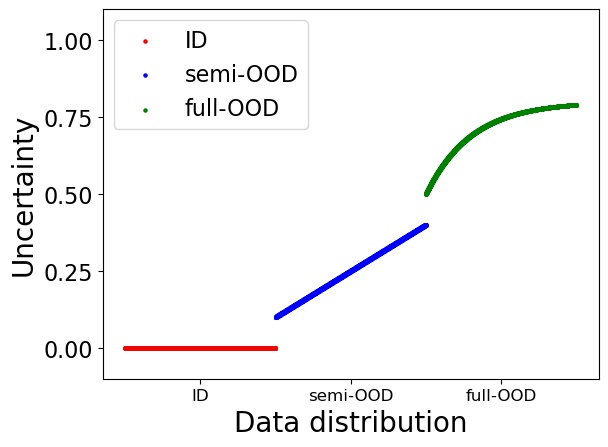 1.00
0.75
0.50
0.25
0.00
Uncertainty
ID
semi-OOD
full-OOD
ID semi-OOD full-OOD
Data distribution